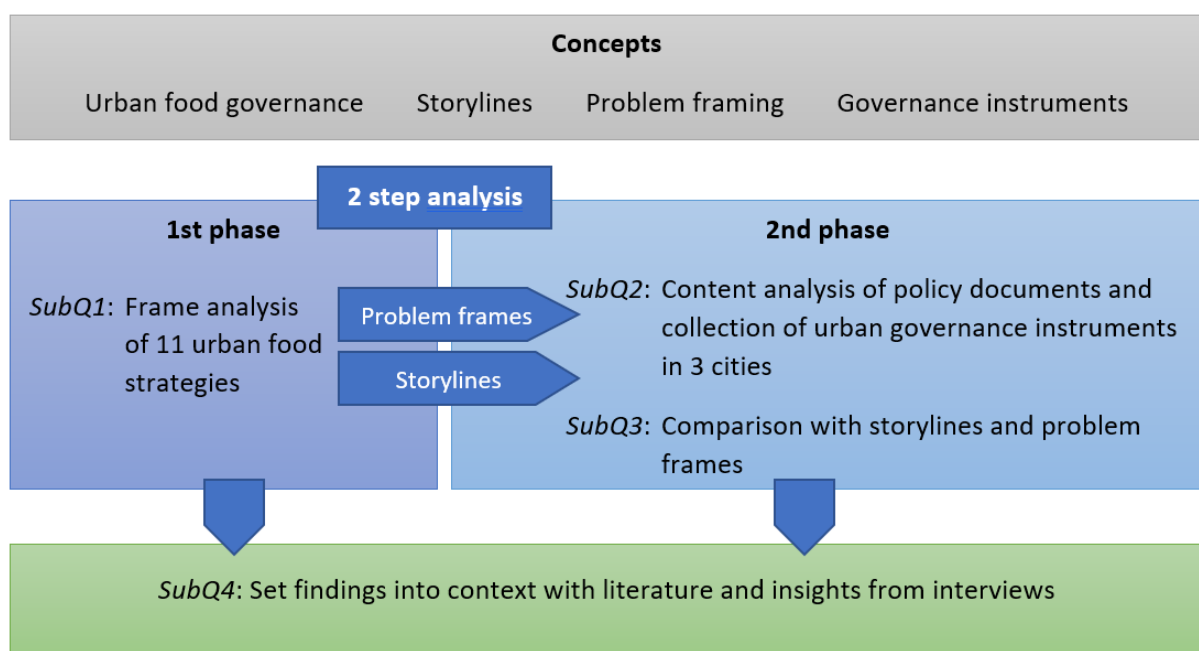 Concepts
Urban food governance Storylines Problem framing Governance instruments
2 step analysis
1st phase
SubQ1: Frame analysis
of 11 urban food
strategies
Problem frames
Storylines
2nd phase
SubQ2: Content analysis of policy documents and
collection of urban governance instruments
in 3 cities
SubQ3: Comparison with storylines and problem
frames
SubQ4: Set findings into context with literature and insights from interviews